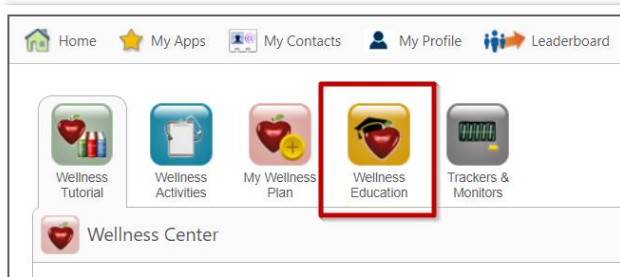 Home My Apps My Contacts My Profile Leaderboard
Wellness Tutorial
Wellness Activities
My Wellness Plan
Wellness Education
Trackers & Monitors
Wellness Center